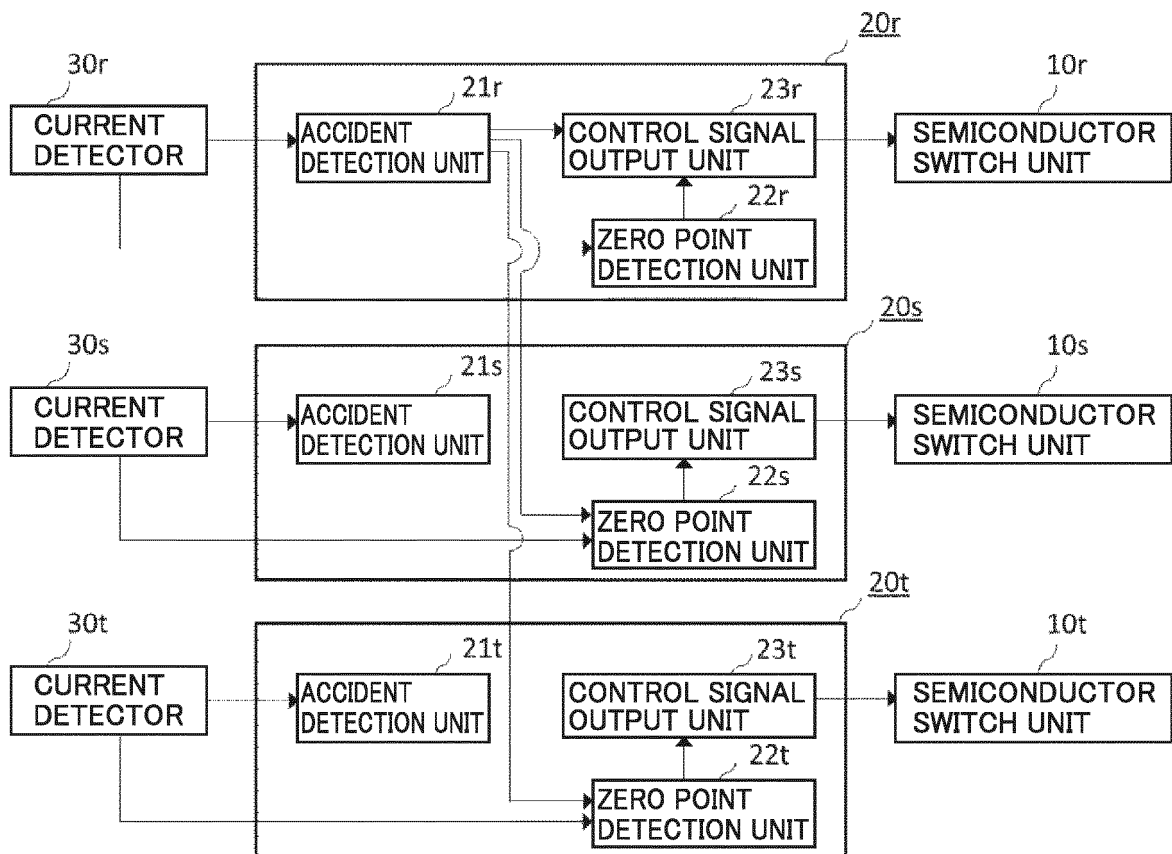 20r
30r
21r
23r
10r
CURRENT
DETECTOR
ACCIDENT
DETECTION UNIT
CONTROL SIGNAL
OUTPUT UNIT
SEMICONDUCTOR
SWITCH UNIT
22r
ZERO POINT
DETECTION UNIT
20s
30s
21s
23s
10s
CURRENT
DETECTOR
ACCIDENT
DETECTION UNIT
CONTROL SIGNAL
OUTPUT UNIT
SEMICONDUCTOR
SWITCH UNIT
22s
ZERO POINT
DETECTION UNIT
20t
30t
21t
23t
10t
CURRENT
DETECTOR
ACCIDENT
DETECTION UNIT
CONTROL SIGNAL
OUTPUT UNIT
SEMICONDUCTOR
SWITCH UNIT
22t
ZERO POINT
DETECTION UNIT